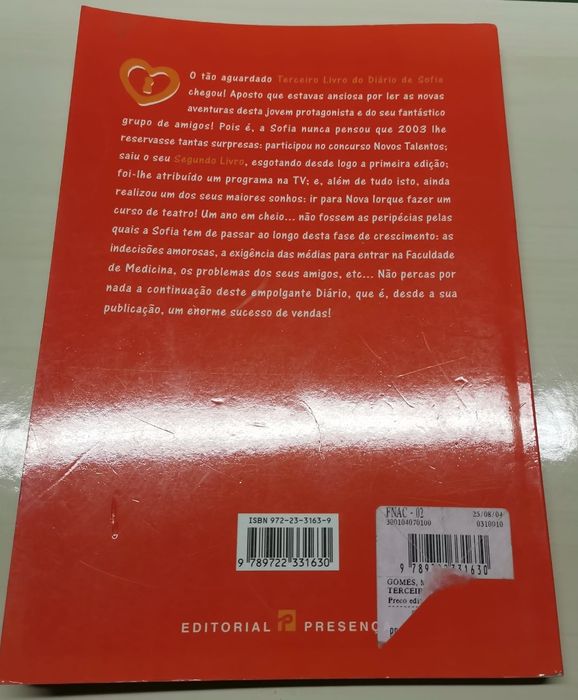 O tão aguardado Terceiro Livro do Diário de Sofia
chegou! Aposto que estavas ansiosa por ler as novas
aventuras desta jovem protagonista e do seu fantástico
grupo de amigos! Pois é, a Sofia nunca pensou que 2003 lhe
reservasse tantas surpresas: participou no concurso Novos Talentos;
saiu o seu Segundo Livro, esgotando desde logo a primeira edição;
foi-lhe atribuído um programa na TV; e, além de tudo isto, ainda
realizou um dos seus maiores sonhos: ir para Nova Iorque fazer um
curso de teatro! Um ano em cheio... não fossem as peripécias pelas
quais a Sofia tem de passar ao longo desta fase de crescimento: as
indecisões amorosas, a exigência das médias para entrar na Faculdade
de Medicina, os problemas dos seus amigos, etc... Não percas por
nada a continuação deste empolgante Diário, que é, desde a sua
publicação, um enorme sucesso de vendas!
ISBN 972-23-3163-9
9 789722 331630
FNAC - 02 25/08/04
300104070100 0310010
9 789722 331630
GOMES,
TERCEIR
Preco edi
EDITORIAL P PRESENÇ